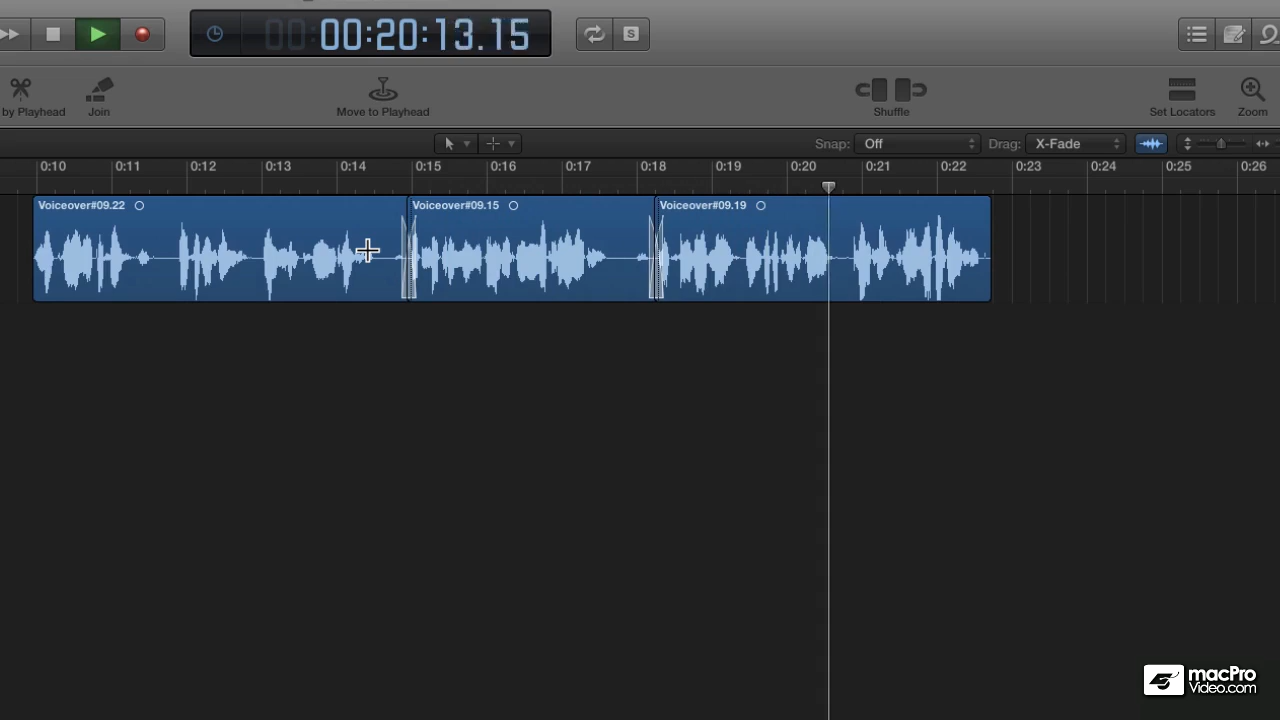 00:20:13.15
S
by Playhead
Join
Move to Playhead
Shuffle
Set Locators
Zoom
Snap: Off
Drag: X-Fade
0:10 0:11 0:12 0:13 0:14 0:15 0:16 0:17 0:18 0:19 0:20 0:21 0:22 0:23 0:24 0:25 0:26
Voiceover#09.22
Voiceover#09.15
Voiceover#09.19
macPro
Video.com